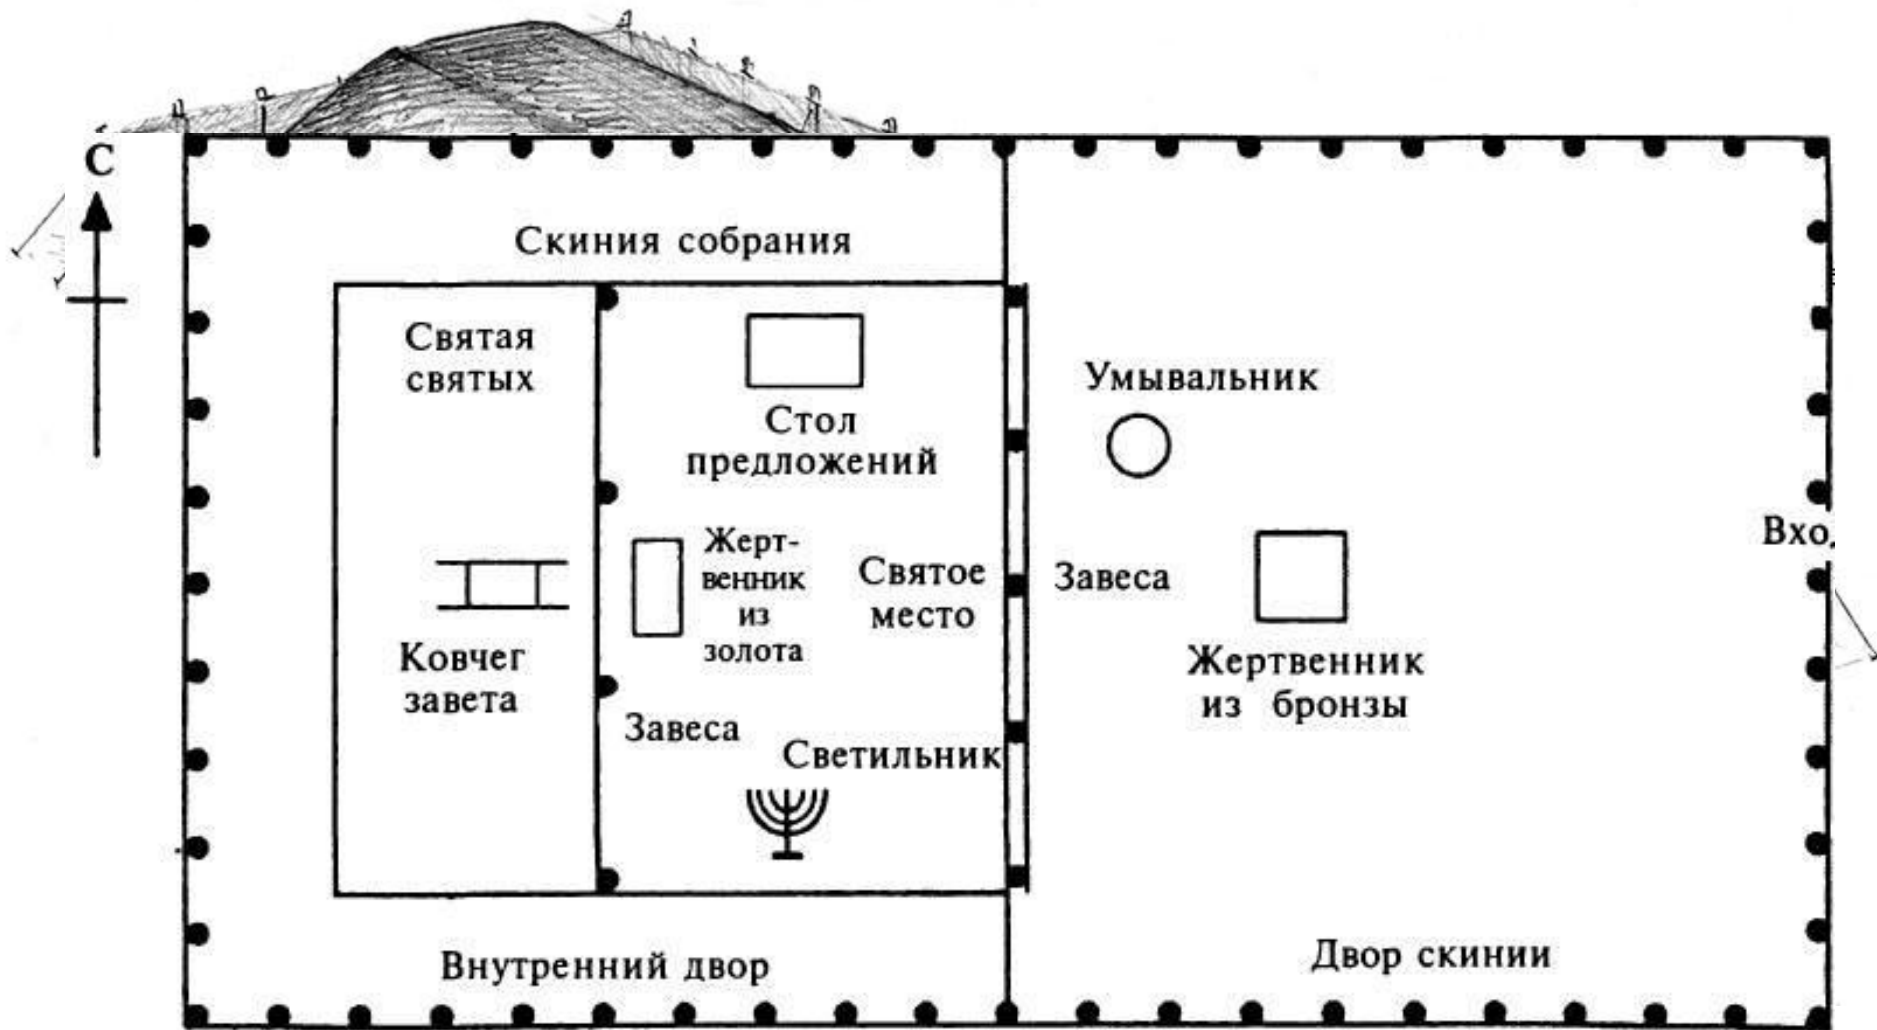 С
Скиния собрания
Святая
святых
Стол
предложений
Умывальник
Жерт-
венник
из
золота
Святое
место
Завеса
Вхо
Ковчег
завета
Жертвенник
из бронзы
Завеса
Светильник
Внутренний двор
Двор скинии